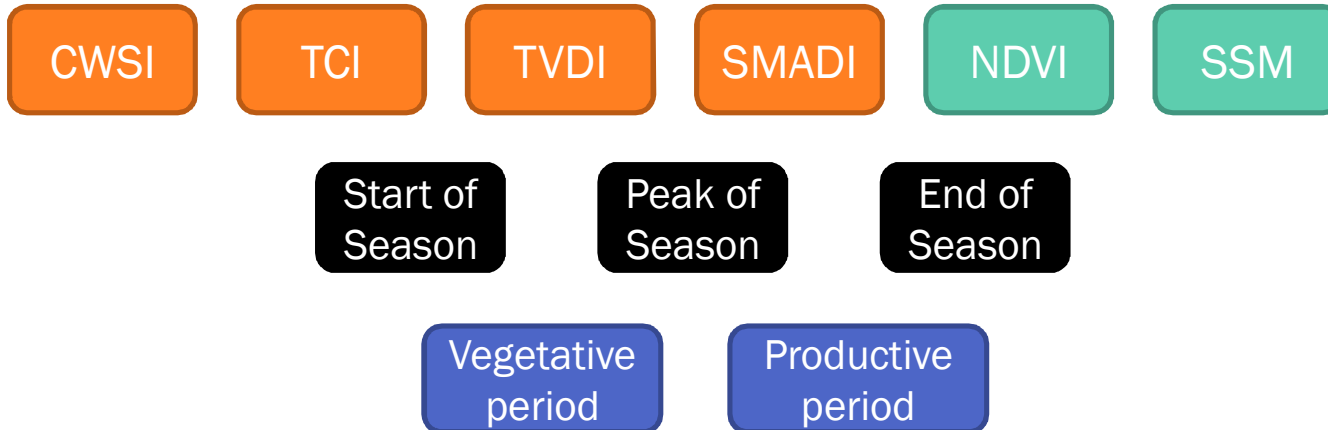 CWSI TCI TVDI SMADI NDVI SSM
Start of Peak of End of
Season Season Season
Vegetative Productive
period period